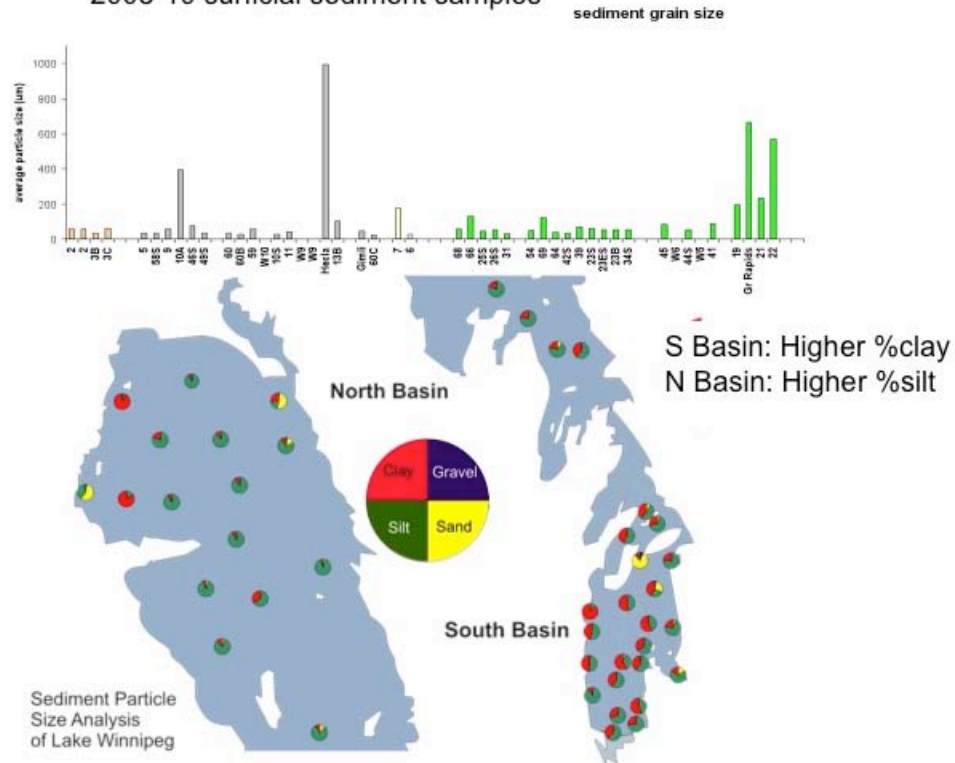 sediment grain size
average particle size (µm)
1000
800
600
400
200
0
2 2 3B 3C 5 58S 9 10A 46S 49S 60 60B 59 W10 10S 11 W9 W9 Hecla 13B Gimli 60C 7 6 68 66 25S 26S 31 54 69 64 42S 39 23S 23ES 23B 34S 45 W6 44S W5 41 19 Gr Rapids 21 22
S Basin: Higher %clay
N Basin: Higher %silt
North Basin
Clay Gravel
Silt Sand
South Basin
Sediment Particle
Size Analysis
of Lake Winnipeg